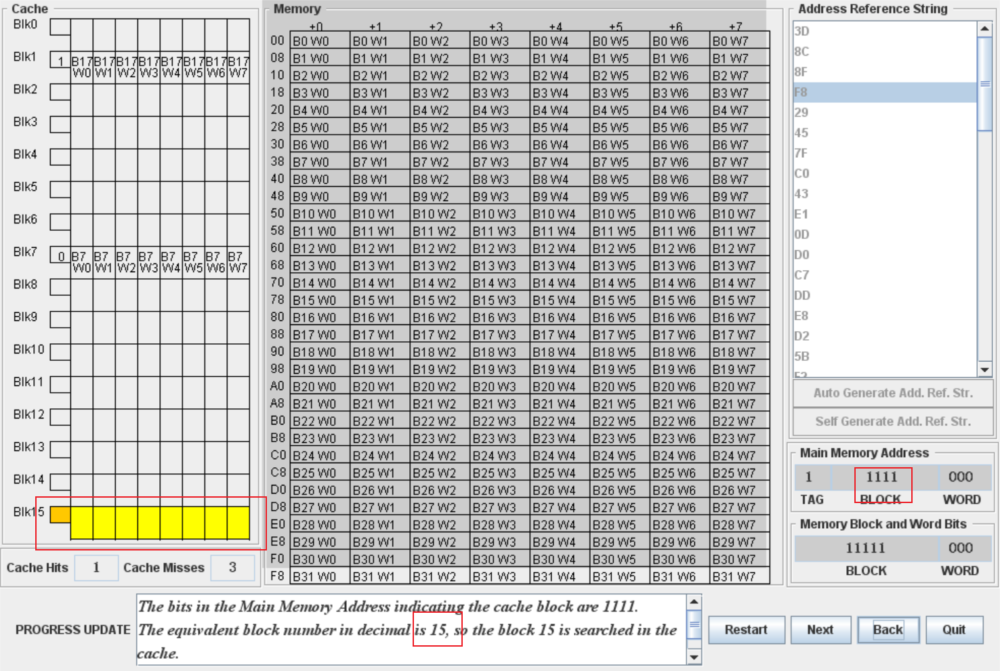 Cache
Blk0
Blk1 1 B17 W0 B17 W1 B17 W2 B17 W3 B17 W4 B17 W5 B17 W6 B17 W7
Blk2
Blk3
Blk4
Blk5
Blk6
Blk7 0 B7 W0 B7 W1 B7 W2 B7 W3 B7 W4 B7 W5 B7 W6 B7 W7
Blk8
Blk9
Blk10
Blk11
Blk12
Blk13
Blk14
Blk15
Cache Hits 1 Cache Misses 3
Memory
+0 +1 +2 +3 +4 +5 +6 +7
00 B0 W0 B0 W1 B0 W2 B0 W3 B0 W4 B0 W5 B0 W6 B0 W7
08 B1 W0 B1 W1 B1 W2 B1 W3 B1 W4 B1 W5 B1 W6 B1 W7
10 B2 W0 B2 W1 B2 W2 B2 W3 B2 W4 B2 W5 B2 W6 B2 W7
18 B3 W0 B3 W1 B3 W2 B3 W3 B3 W4 B3 W5 B3 W6 B3 W7
20 B4 W0 B4 W1 B4 W2 B4 W3 B4 W4 B4 W5 B4 W6 B4 W7
28 B5 W0 B5 W1 B5 W2 B5 W3 B5 W4 B5 W5 B5 W6 B5 W7
30 B6 W0 B6 W1 B6 W2 B6 W3 B6 W4 B6 W5 B6 W6 B6 W7
38 B7 W0 B7 W1 B7 W2 B7 W3 B7 W4 B7 W5 B7 W6 B7 W7
40 B8 W0 B8 W1 B8 W2 B8 W3 B8 W4 B8 W5 B8 W6 B8 W7
48 B9 W0 B9 W1 B9 W2 B9 W3 B9 W4 B9 W5 B9 W6 B9 W7
50 B10 W0 B10 W1 B10 W2 B10 W3 B10 W4 B10 W5 B10 W6 B10 W7
58 B11 W0 B11 W1 B11 W2 B11 W3 B11 W4 B11 W5 B11 W6 B11 W7
60 B12 W0 B12 W1 B12 W2 B12 W3 B12 W4 B12 W5 B12 W6 B12 W7
68 B13 W0 B13 W1 B13 W2 B13 W3 B13 W4 B13 W5 B13 W6 B13 W7
70 B14 W0 B14 W1 B14 W2 B14 W3 B14 W4 B14 W5 B14 W6 B14 W7
78 B15 W0 B15 W1 B15 W2 B15 W3 B15 W4 B15 W5 B15 W6 B15 W7
80 B16 W0 B16 W1 B16 W2 B16 W3 B16 W4 B16 W5 B16 W6 B16 W7
88 B17 W0 B17 W1 B17 W2 B17 W3 B17 W4 B17 W5 B17 W6 B17 W7
90 B18 W0 B18 W1 B18 W2 B18 W3 B18 W4 B18 W5 B18 W6 B18 W7
98 B19 W0 B19 W1 B19 W2 B19 W3 B19 W4 B19 W5 B19 W6 B19 W7
A0 B20 W0 B20 W1 B20 W2 B20 W3 B20 W4 B20 W5 B20 W6 B20 W7
A8 B21 W0 B21 W1 B21 W2 B21 W3 B21 W4 B21 W5 B21 W6 B21 W7
B0 B22 W0 B22 W1 B22 W2 B22 W3 B22 W4 B22 W5 B22 W6 B22 W7
B8 B23 W0 B23 W1 B23 W2 B23 W3 B23 W4 B23 W5 B23 W6 B23 W7
C0 B24 W0 B24 W1 B24 W2 B24 W3 B24 W4 B24 W5 B24 W6 B24 W7
C8 B25 W0 B25 W1 B25 W2 B25 W3 B25 W4 B25 W5 B25 W6 B25 W7
D0 B26 W0 B26 W1 B26 W2 B26 W3 B26 W4 B26 W5 B26 W6 B26 W7
D8 B27 W0 B27 W1 B27 W2 B27 W3 B27 W4 B27 W5 B27 W6 B27 W7
E0 B28 W0 B28 W1 B28 W2 B28 W3 B28 W4 B28 W5 B28 W6 B28 W7
E8 B29 W0 B29 W1 B29 W2 B29 W3 B29 W4 B29 W5 B29 W6 B29 W7
F0 B30 W0 B30 W1 B30 W2 B30 W3 B30 W4 B30 W5 B30 W6 B30 W7
F8 B31 W0 B31 W1 B31 W2 B31 W3 B31 W4 B31 W5 B31 W6 B31 W7
Address Reference String
3D
8C
8F
F8
29
45
7F
C0
43
E1
0D
D0
C7
DD
E8
D2
5B
Auto Generate Add. Ref. Str.
Self Generate Add. Ref. Str.
Main Memory Address
1 1111 000
TAG BLOCK WORD
Memory Block and Word Bits
11111 000
BLOCK WORD
PROGRESS UPDATE
The bits in the Main Memory Address indicating the cache block are 1111.
The equivalent block number in decimal is 15, so the block 15 is searched in the
cache.
Restart Next Back Quit